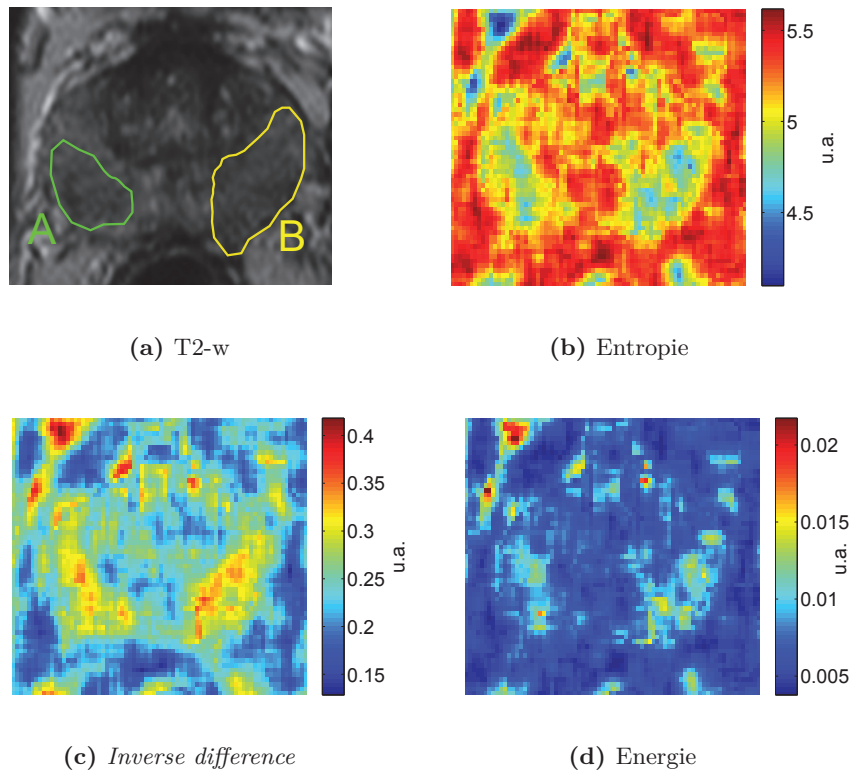 A
B
5.5
5
4.5
u.a.
(a) T2-w
(b) Entropie
0.4
0.35
0.3
0.25
0.2
0.15
u.a.
0.02
0.015
0.01
0.005
u.a.
(c) Inverse difference
(d) Energie